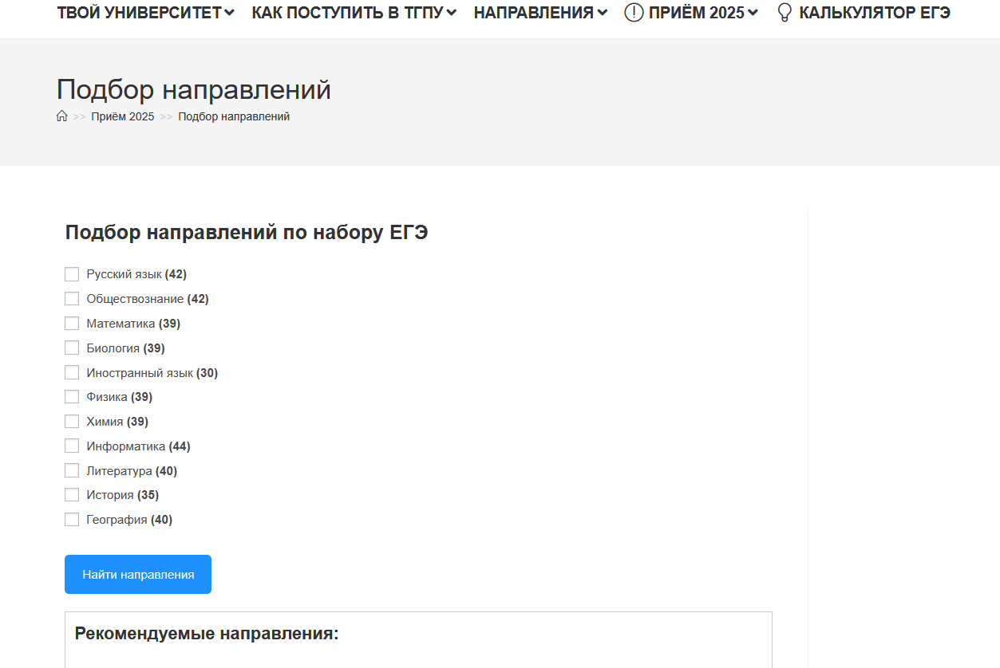 ТВОЙ УНИВЕРСИТЕТ КАК ПОСТУПИТЬ В ТГПУ НАПРАВЛЕНИЯ ПРИЁМ 2025 КАЛЬКУЛЯТОР ЕГЭ
Подбор направлений
>> Приём 2025 >> Подбор направлений
Подбор направлений по набору ЕГЭ
Русский язык (42)
Обществознание (42)
Математика (39)
Биология (39)
Иностранный язык (30)
Физика (39)
Химия (39)
Информатика (44)
Литература (40)
История (35)
География (40)
Найти направления
Рекомендуемые направления: